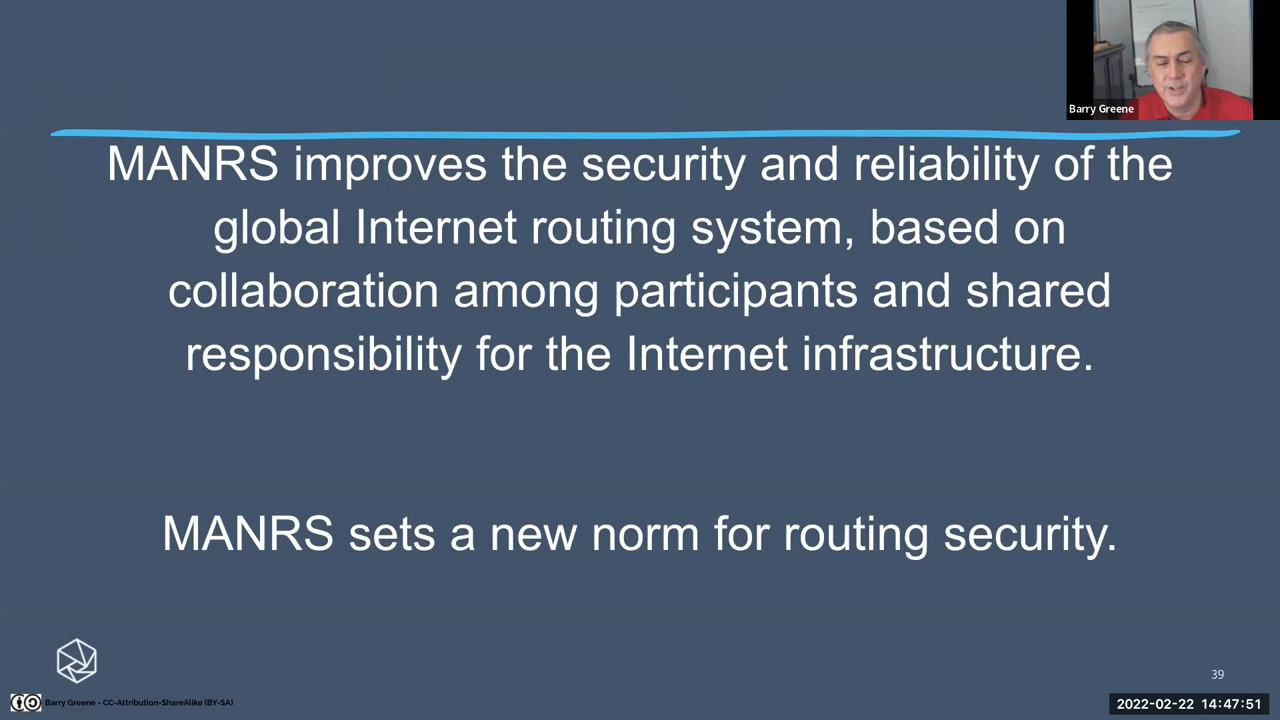 Barry Greene
MANRS improves the security and reliability of the
global Internet routing system, based on
collaboration among participants and shared
responsibility for the Internet infrastructure.
MANRS sets a new norm for routing security.
39
Barry Greene - CC-Attribution-ShareAlike (BY-SA)
2022-02-22 14:47:51